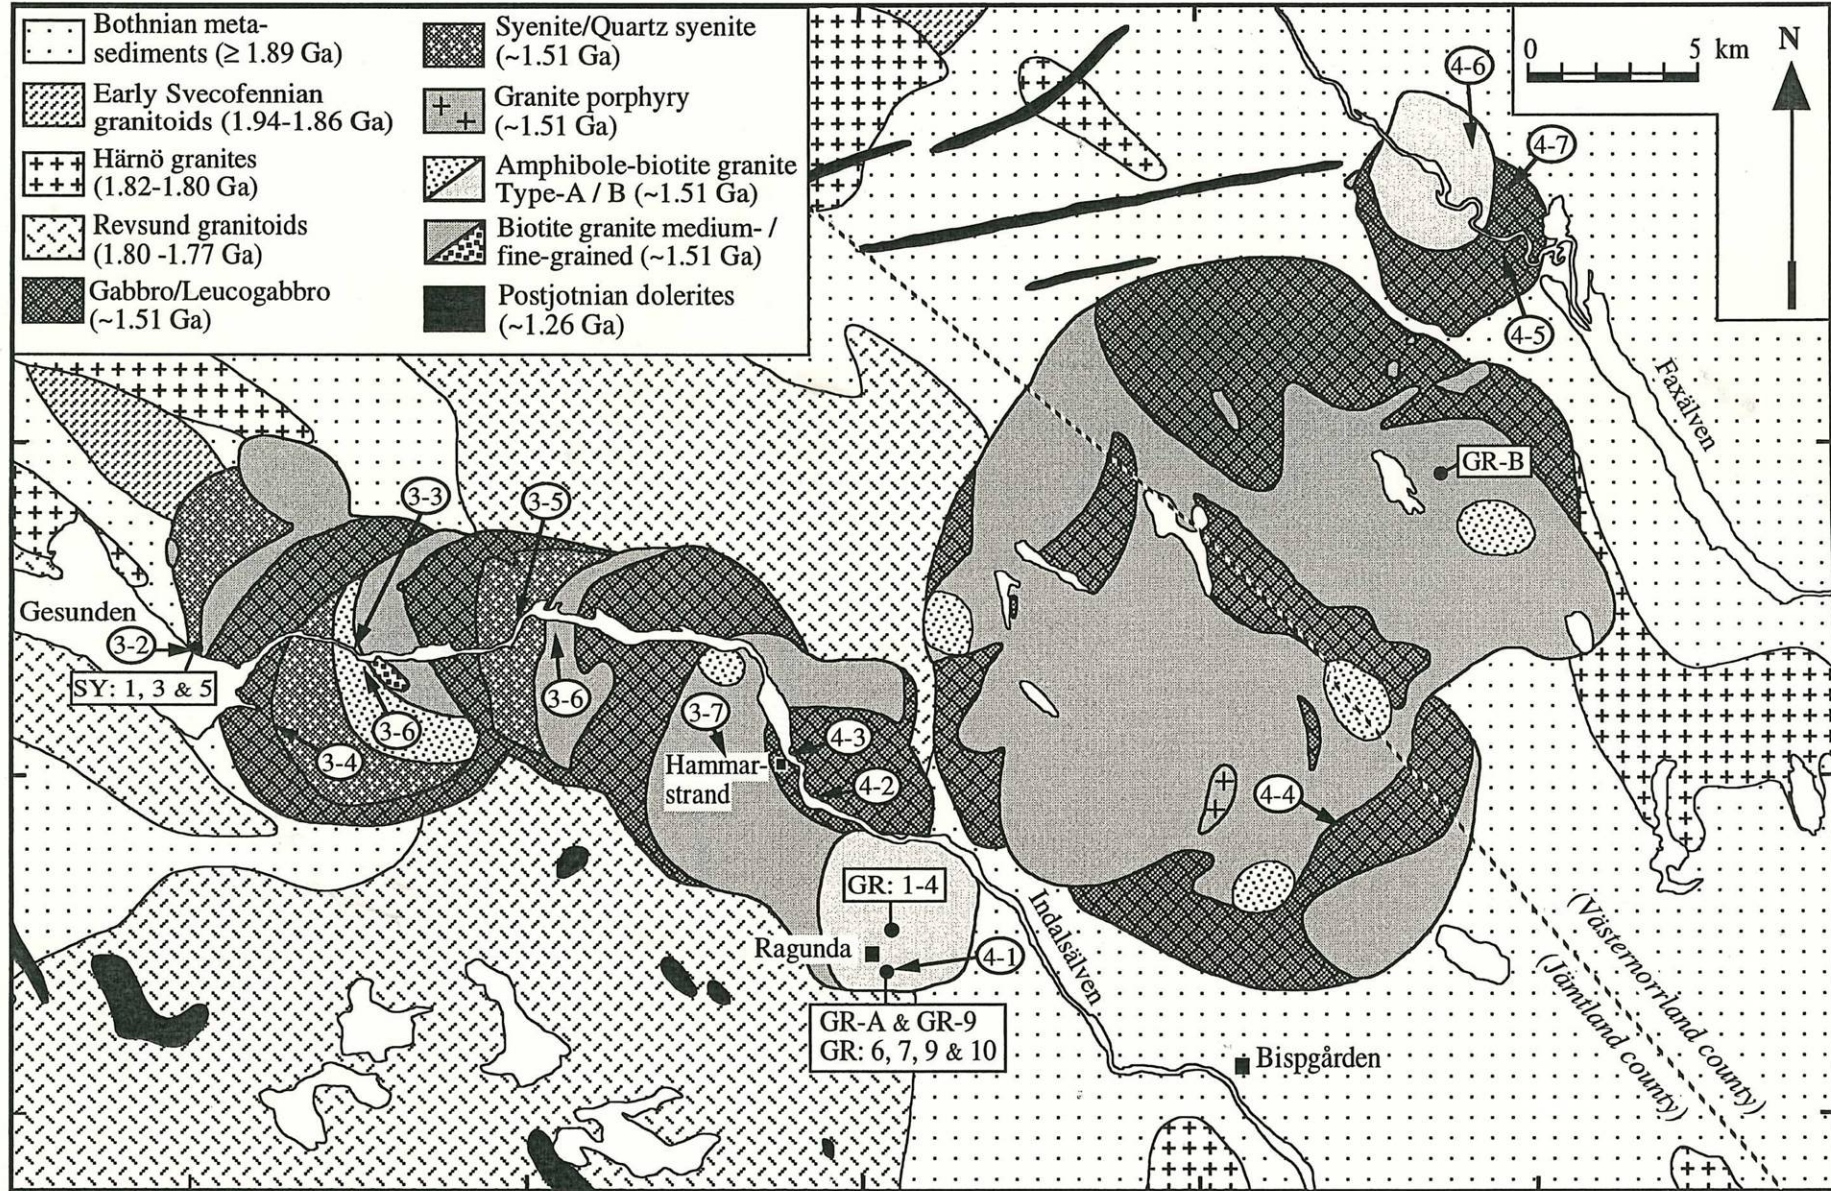 Bothnian meta-
sediments (≥ 1.89 Ga)
Early Svecofennian
granitoids (1.94-1.86 Ga)
Härnö granites
(1.82-1.80 Ga)
Revsund granitoids
(1.80 -1.77 Ga)
Gabbro/Leucogabbro
(~1.51 Ga)
Syenite/Quartz syenite
(~1.51 Ga)
Granite porphyry
(~1.51 Ga)
Amphibole-biotite granite
Type-A / B (~1.51 Ga)
Biotite granite medium- /
fine-grained (~1.51 Ga)
Postjotnian dolerites
(~1.26 Ga)
0 5 km
N
4-6
4-7
4-5
Faxälven
GR-B
3-3
3-5
Gesunden
3-2
SY: 1, 3 & 5
3-6
3-6
3-4
3-7
4-3
Hammar-
strand
4-2
4-4
GR: 1-4
Ragunda
4-1
Indalsälven
GR-A & GR-9
GR: 6, 7, 9 & 10
Bispgården
(Västernorrland county)
(Jämtland county)